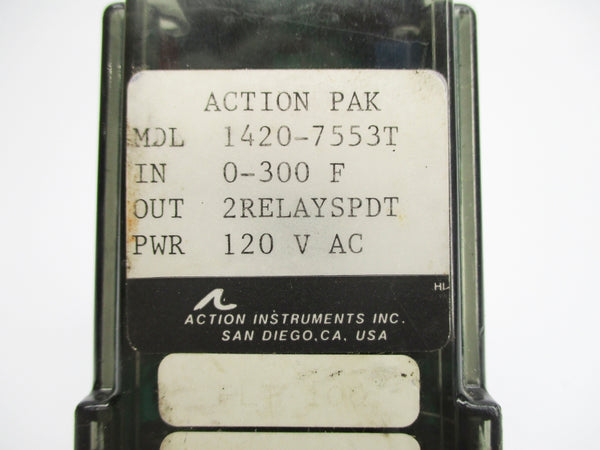 ACTION PAK
MDL 1420-7553T
IN 0-300 F
OUT 2RELAYSPDT
PWR 120 V AC
HI-
ACTION INSTRUMENTS INC.
SAN DIEGO, CA, USA